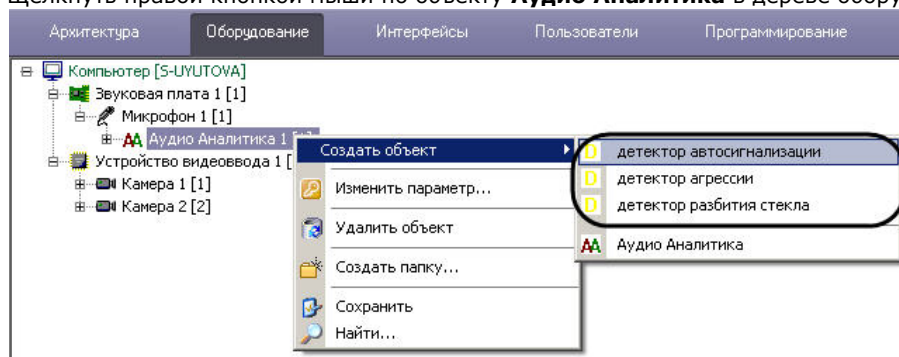 Щелкнуть правой кнопкой мыши по объекту Аудио Аналитика в дереве
Архитектура Оборудование Интерфейсы Пользователи Программирование
Компьютер [S-UYUTOVA]
Звуковая плата 1 [1]
Микрофон 1 [1]
Аудио Аналитика 1
Устройство видеоввода 1 [
Камера 1 [1]
Камера 2 [2]
Создать объект
Изменить параметр...
Удалить объект
Создать папку...
Сохранить
Найти...
детектор автосигнализации
детектор агрессии
детектор разбития стекла
Аудио Аналитика